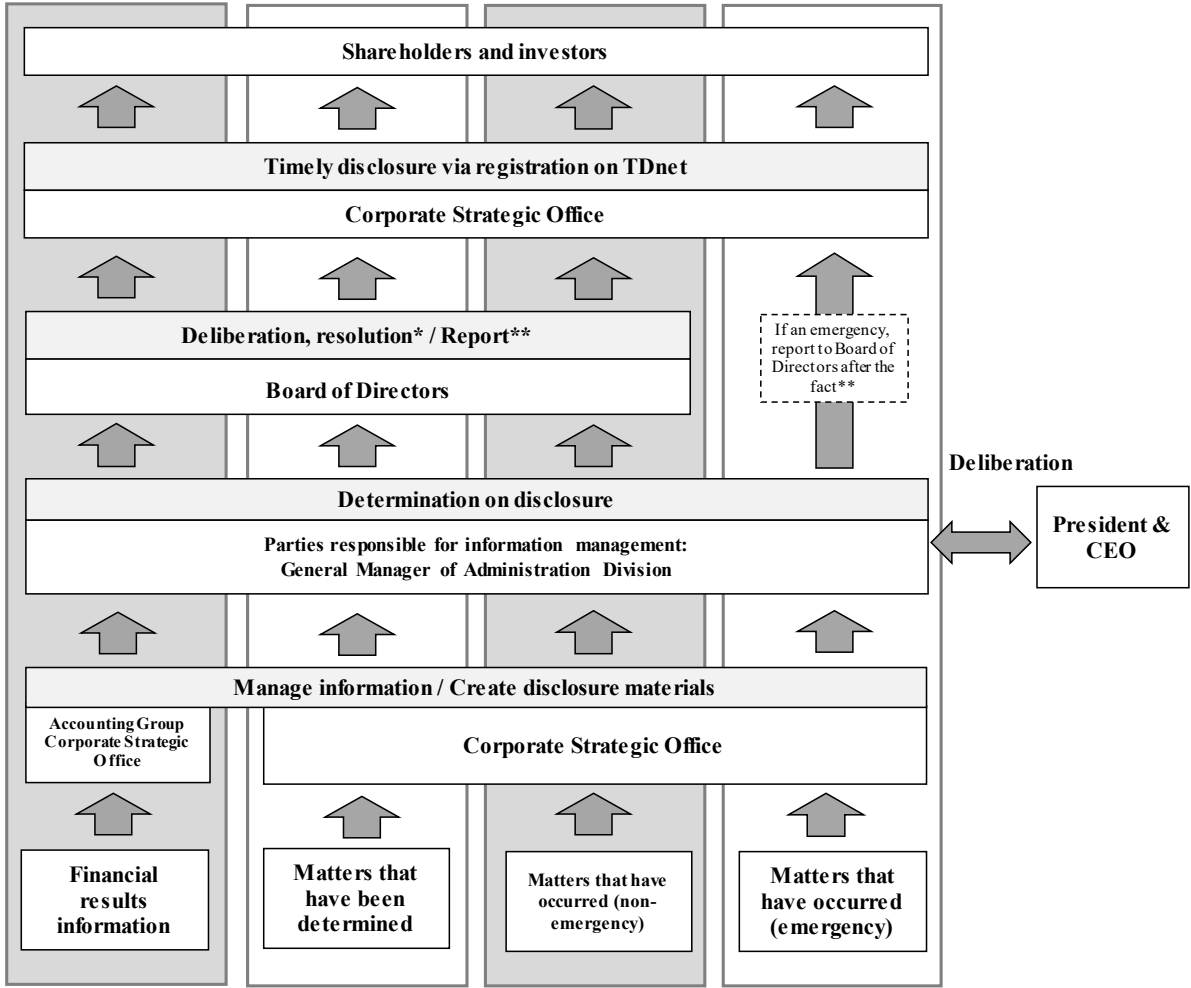 Shareholders and investors
Timely disclosure via registration on TDnet
Corporate Strategic Office
Deliberation, resolution* / Report**
Board of Directors
If an emergency,
report to Board of
Directors after the
fact**
Determination on disclosure
Parties responsible for information management:
General Manager of Administration Division
Deliberation
President &
CEO
Manage information / Create disclosure materials
Accounting Group
Corporate Strategic
Office
Corporate Strategic Office
Financial
results
information
Matters that
have been
determined
Matters that have
occurred (non-
emergency)
Matters that
have occurred
(emergency)